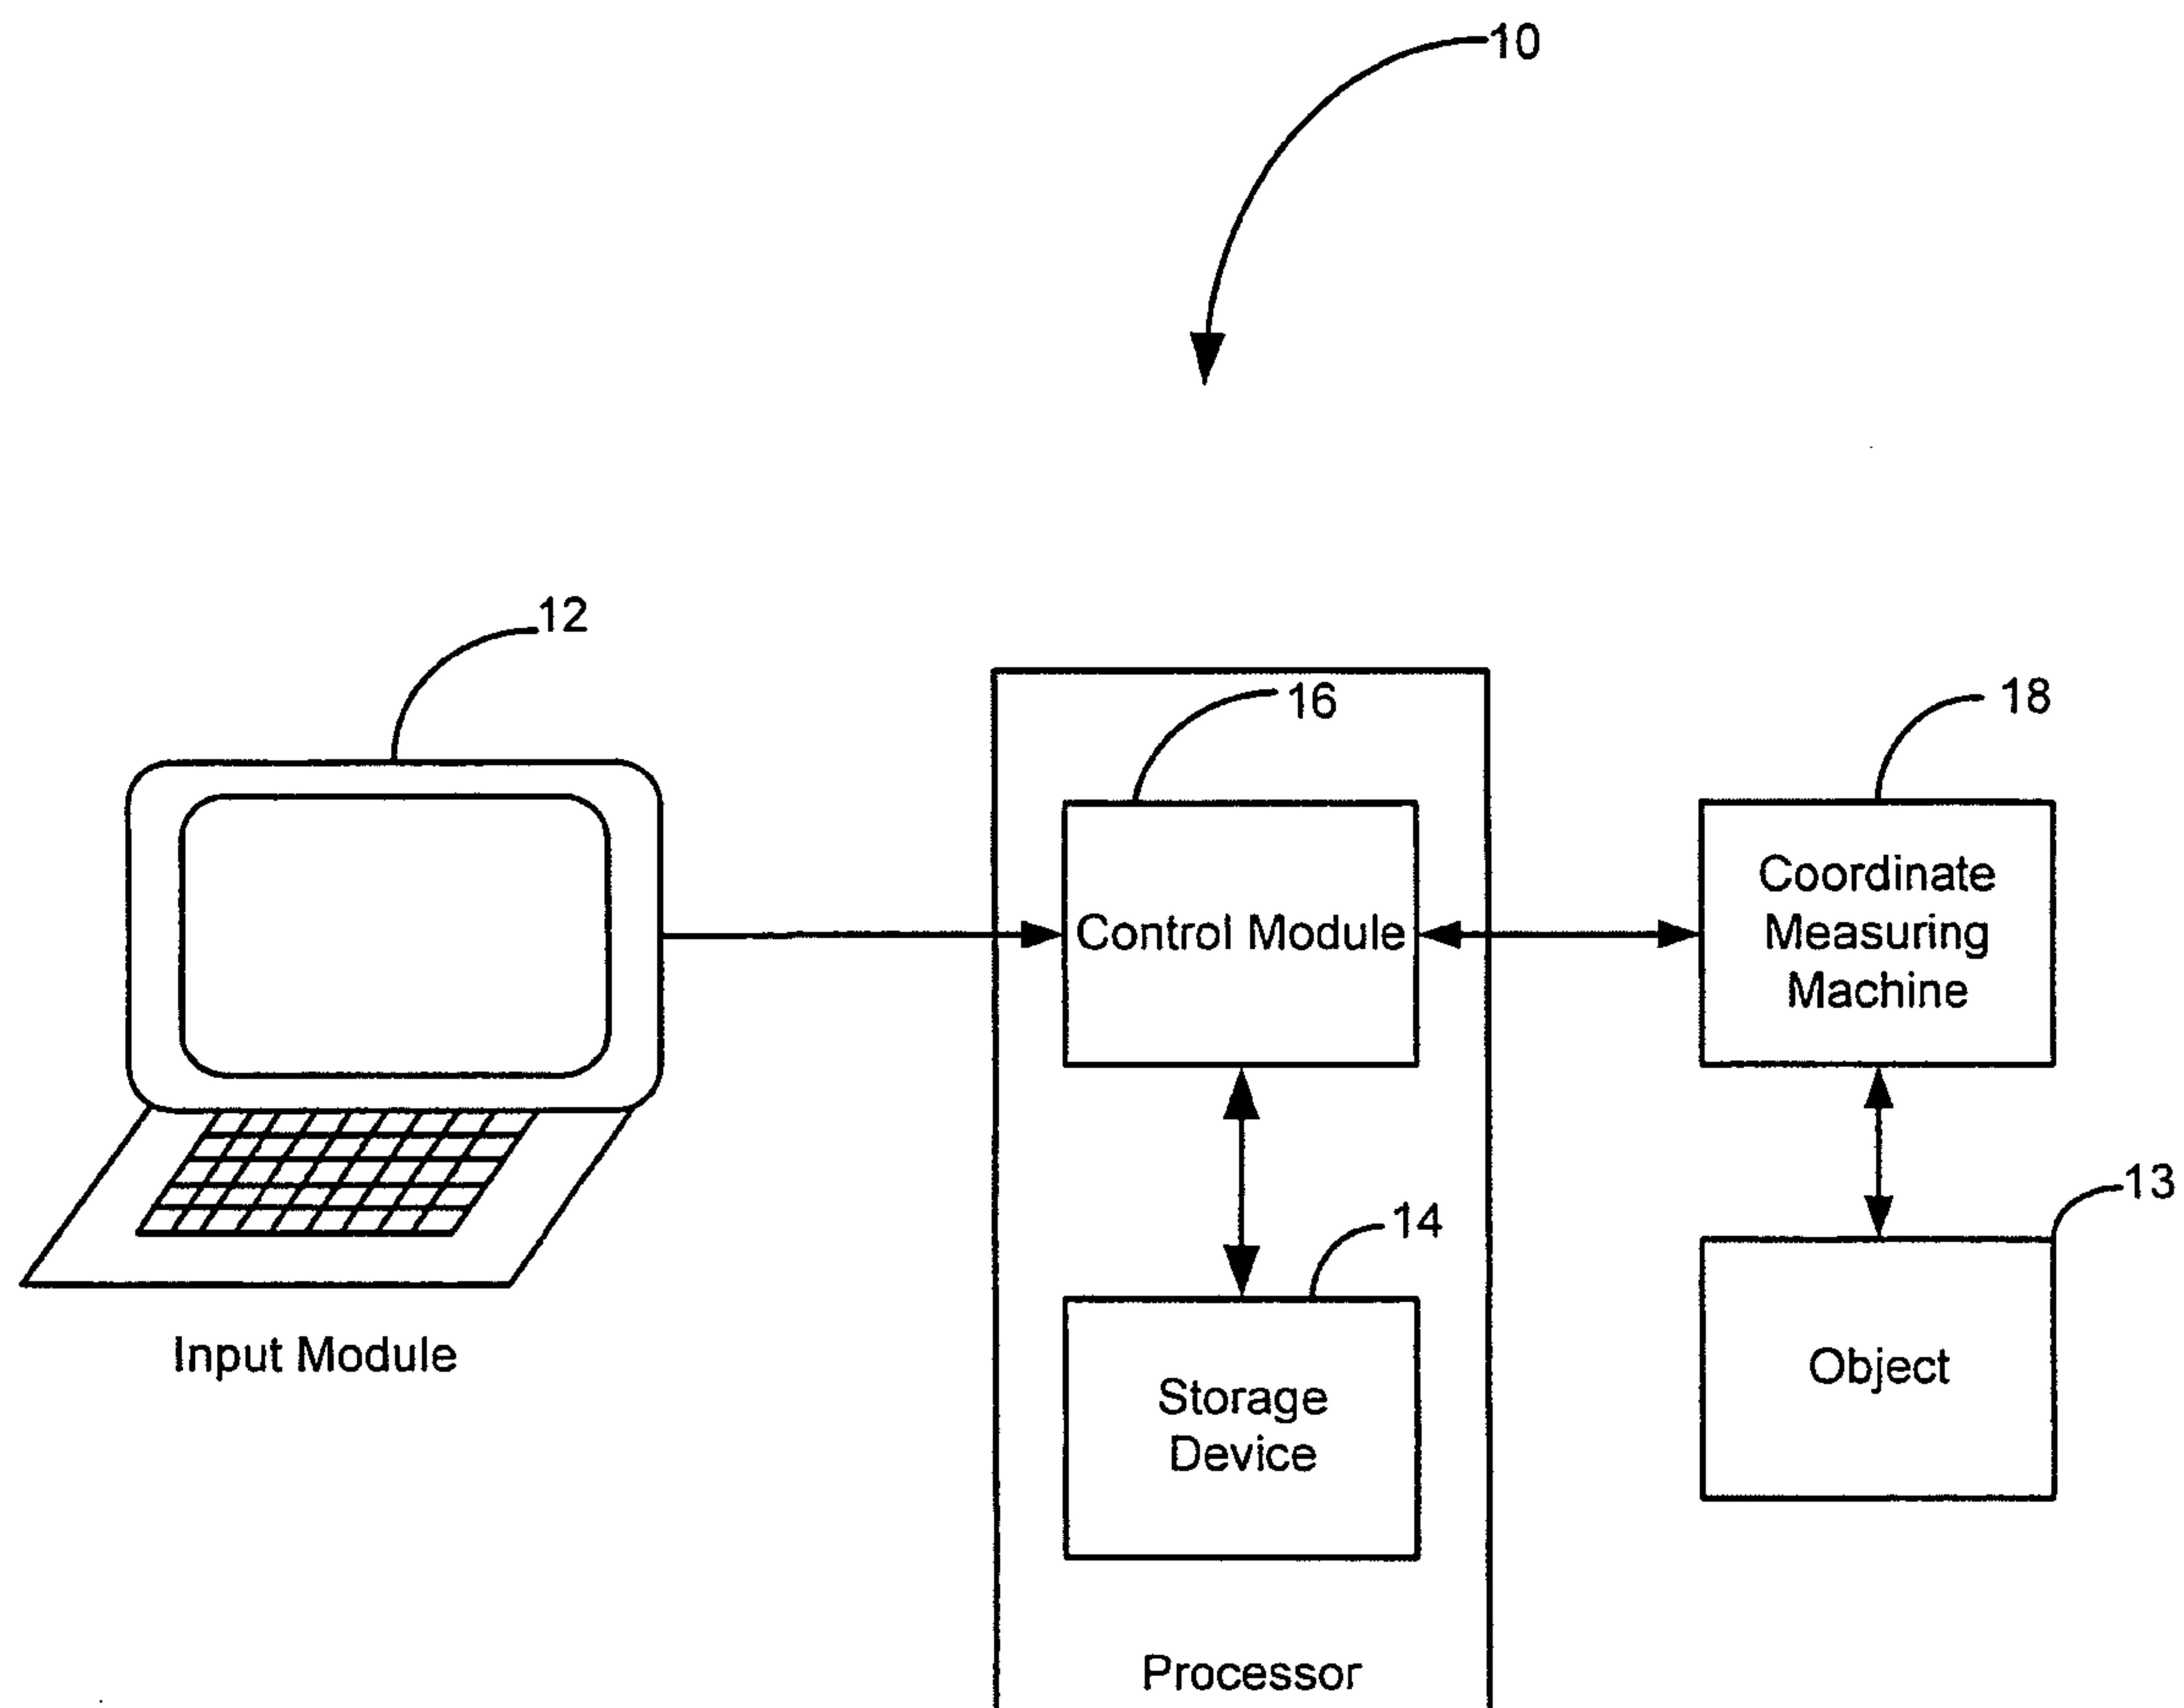 10
12
16
18
Control Module
Coordinate
Measuring
Machine
13
14
Input Module
Storage
Device
Object
Processor